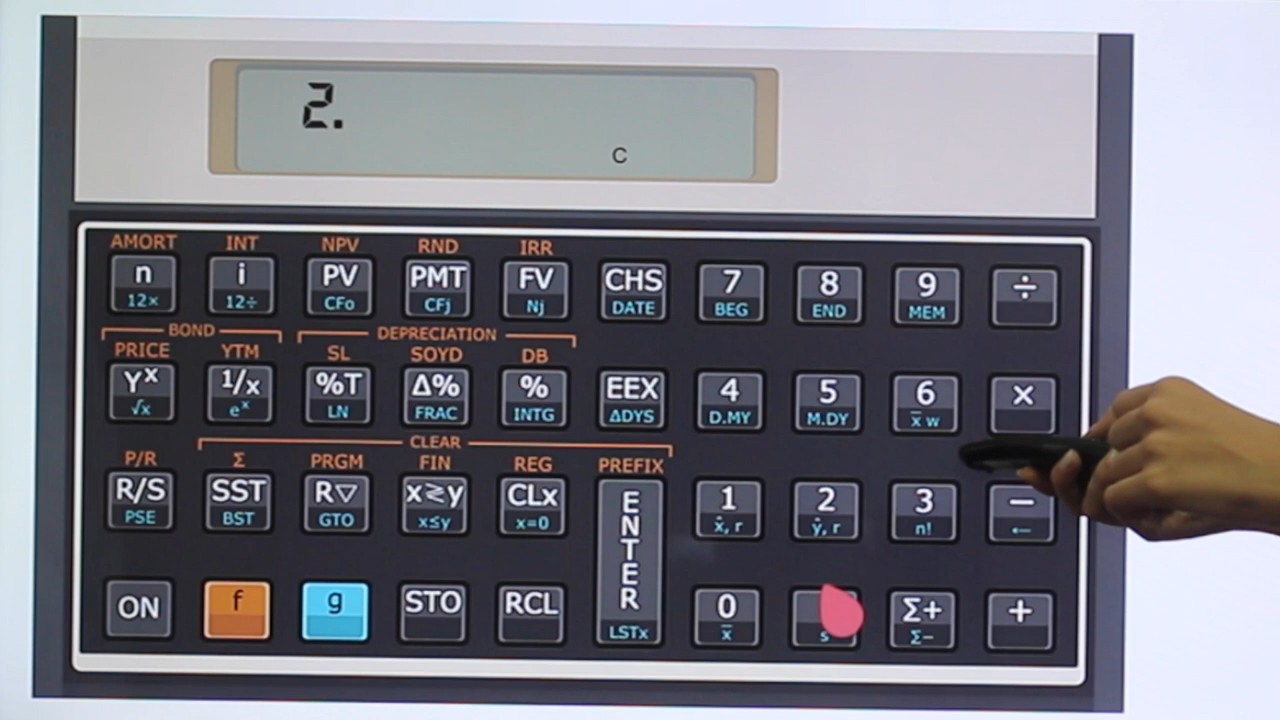 2.
C
AMORT INT NPV RND IRR
n i PV PMT FV CHS 7 8 9 ÷
12× 12÷ CFo CFj Nj DATE BEG END MEM
BOND DEPRECIATION
PRICE YTM SL SOYD DB
Yˣ 1/x %T Δ% % EEX 4 5 6 ×
√x eˣ LN FRAC INTG ΔDYS D.MY M.DY x̄ w
CLEAR
P/R Σ PRGM FIN REG PREFIX
R/S SST R▽ x≷y CLx ENTER 1 2 3 −
PSE BST GTO x≤y x=0 x̂, r ŷ, r n! ←
ON f g STO RCL 0 Σ+ +
LSTx x̄ s Σ−